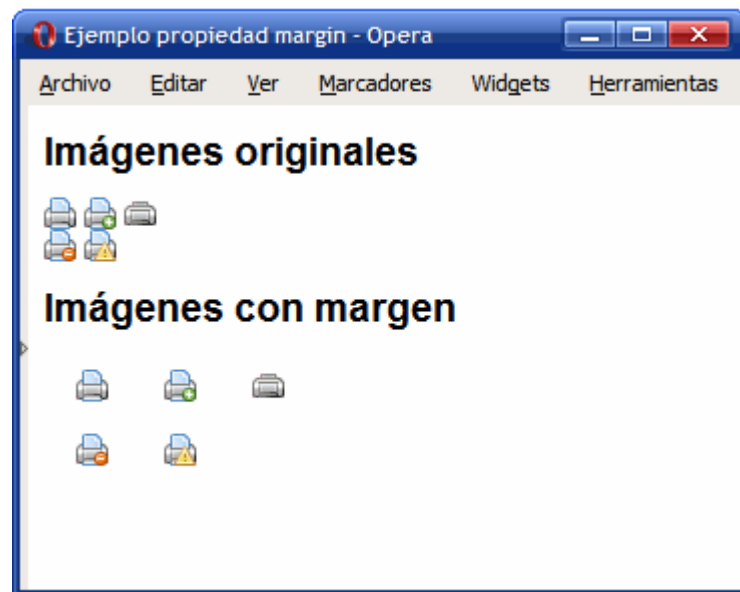 Ejemplo propiedad margin - Opera
Archivo Editar Ver Marcadores Widgets Herramientas
Imágenes originales
Imágenes con margen